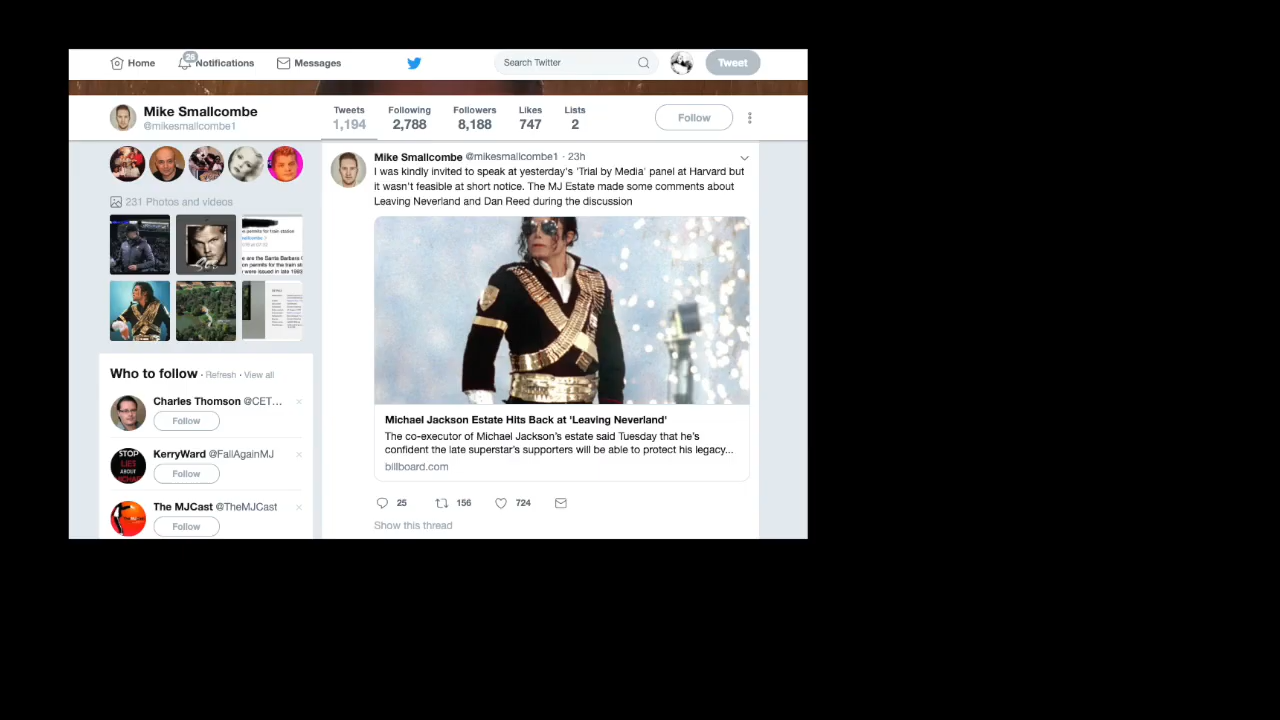 Home
26
Notifications
Messages
Search Twitter
Tweet
Mike Smallcombe
@mikesmallcombe1
Tweets
1,194
Following
2,788
Followers
8,188
Likes
747
Lists
2
Follow
231 Photos and videos
Who to follow · Refresh · View all
Charles Thomson @CET...
Follow
STOP
LIES
ABOUT
KerryWard @FallAgainMJ
Follow
The MJCast @TheMJCast
Follow
Mike Smallcombe @mikesmallcombe1 · 23h
I was kindly invited to speak at yesterday's 'Trial by Media' panel at Harvard but
it wasn't feasible at short notice. The MJ Estate made some comments about
Leaving Neverland and Dan Reed during the discussion
Michael Jackson Estate Hits Back at 'Leaving Neverland'
The co-executor of Michael Jackson's estate said Tuesday that he's
confident the late superstar's supporters will be able to protect his legacy...
billboard.com
25
156
724
Show this thread